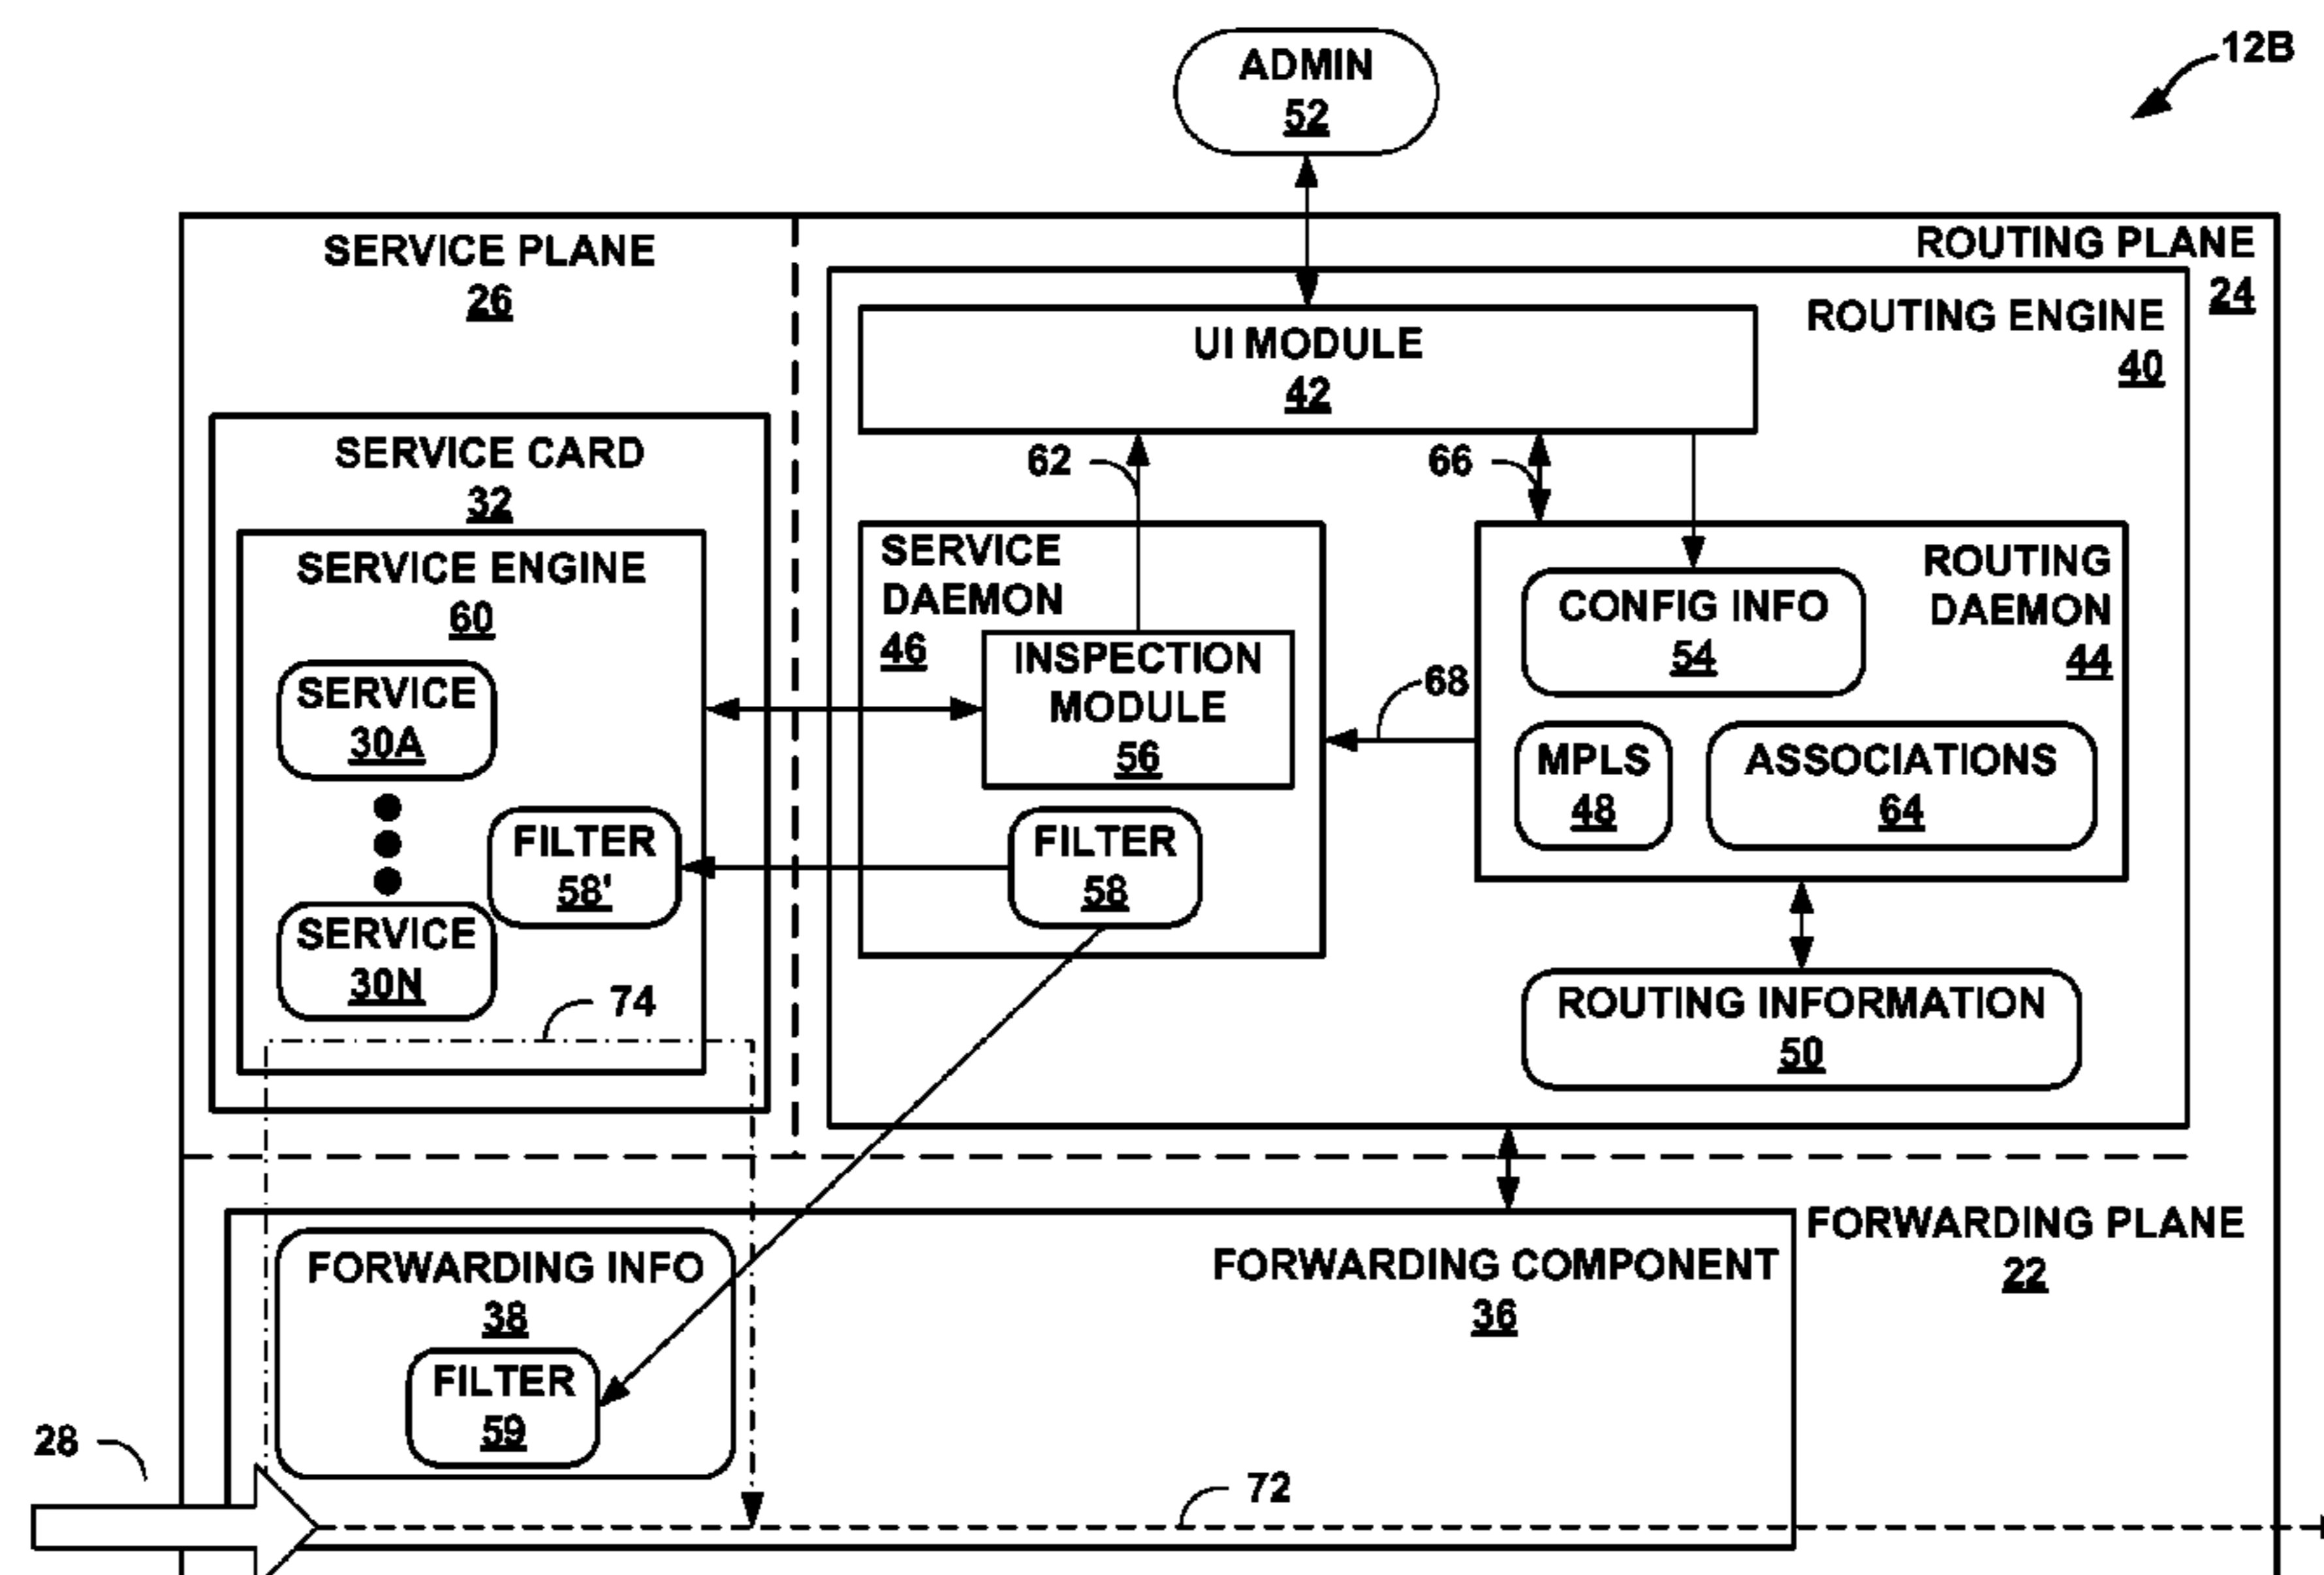 12B
ADMIN
52
SERVICE PLANE
26
ROUTING PLANE
24
ROUTING ENGINE
40
UI MODULE
42
SERVICE CARD
32
62
66
SERVICE ENGINE
60
SERVICE
DAEMON
46
ROUTING
DAEMON
44
CONFIG INFO
54
INSPECTION
MODULE
56
68
SERVICE
30A
MPLS
48
ASSOCIATIONS
64
FILTER
58'
FILTER
58
SERVICE
30N
74
ROUTING INFORMATION
50
FORWARDING PLANE
22
FORWARDING INFO
38
FORWARDING COMPONENT
36
FILTER
59
28
72